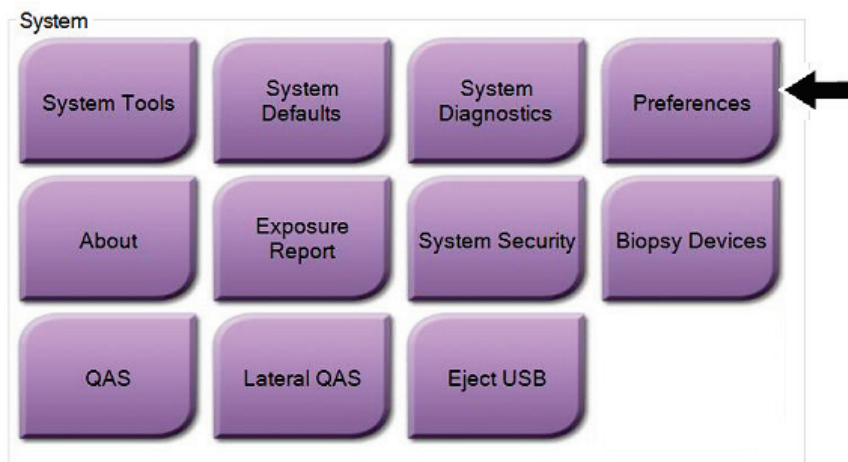 System
System Tools
System
Defaults
System
Diagnostics
Preferences
About
Exposure
Report
System Security
Biopsy Devices
QAS
Lateral QAS
Eject USB